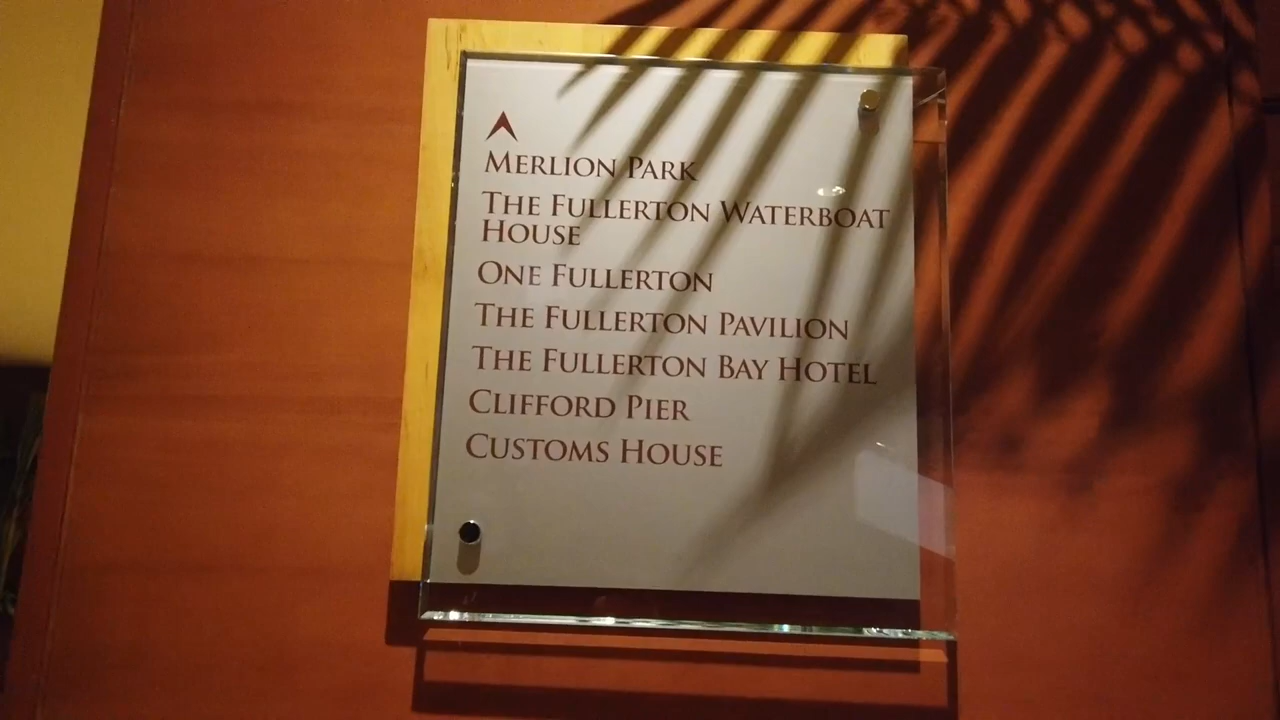 MERLION PARK
THE FULLERTON WATERBOAT
HOUSE
ONE FULLERTON
THE FULLERTON PAVILION
THE FULLERTON BAY HOTEL
CLIFFORD PIER
CUSTOMS HOUSE